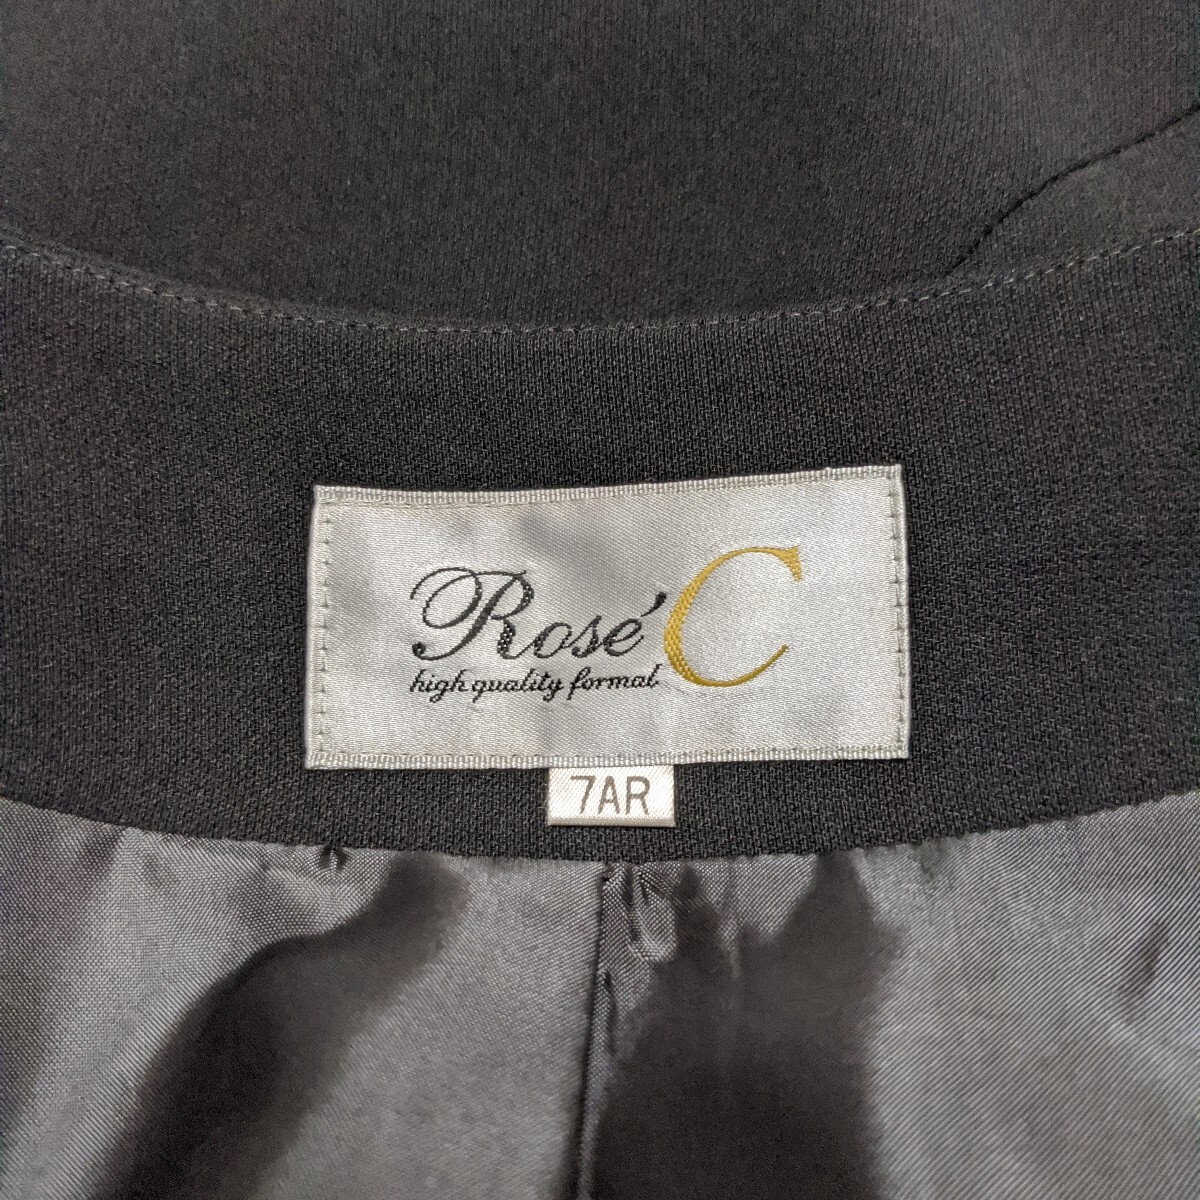 Rosé C
high quality formal
7AR